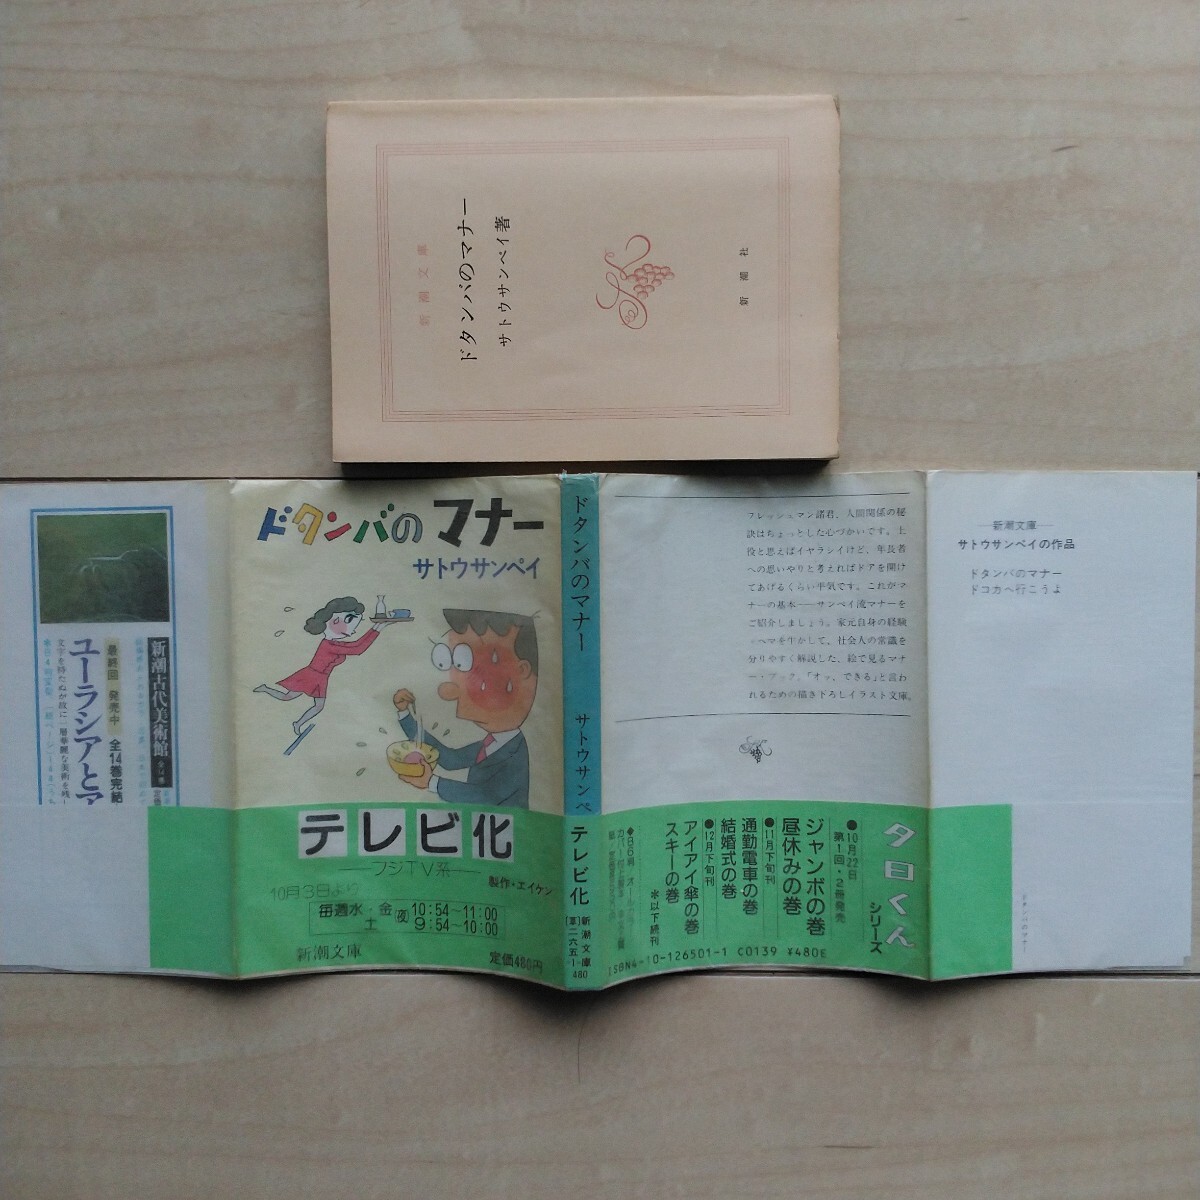 新潮文庫
ドタンバのマナー
サトウサンペイ著
新潮社
新潮古代美術館
最終回 発売中 全14巻完結
ユーラシアと
ドタンバのマナー
サトウサンペイ
テレビ化
フジTV系
製作・エイケン
10月3日より
毎週水・金 夜 10:54〜11:00
土 9:54〜10:00
新潮文庫
定価480円
ドタンバのマナー
サトウサンペ
テレビ化
新潮文庫
480
フレッシュマン諸君、人間関係の秘
訣はちょっとした心づかいです。上
役と思えばイヤラシイけど、年長者
への思いやりと考えればドアを開け
てあげるくらい平気です。これがマ
ナーの基本——サンペイ流マナーを
ご紹介しましょう。家元自身の経験
とヘマを生かして、社会人の常識を
分りやすく解説した、絵で見るマナ
ー・ブック。「オッ、できる」と言わ
れるための描き下ろしイラスト文庫。
夕日くん
シリーズ
●10月22日
第1回・2冊発売
ジャンボの巻
昼休みの巻
●11月下旬刊
通勤電車の巻
結婚式の巻
●12月下旬刊
アイアイ傘の巻
スキーの巻
※以下続刊
ISBN4-10-126501-1 C0139 ¥480E
新潮文庫
サトウサンペイの作品
ドタンバのマナー
ドコカへ行こうよ
ドタンバのマナー